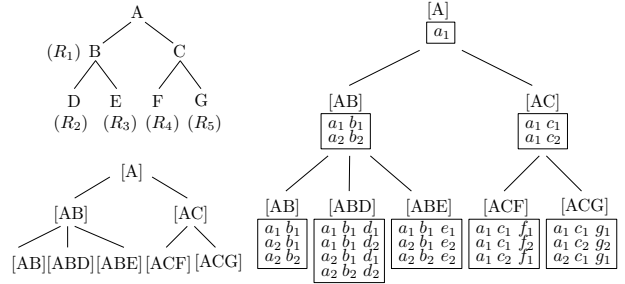 A
(R₁) B C
D E F G
(R₂) (R₃) (R₄) (R₅)
[A]
[AB] [AC]
[AB] [ABD] [ABE] [ACF] [ACG]
[A]
a₁
[AB]
a₁ b₁
a₂ b₂
[AC]
a₁ c₁
a₁ c₂
[AB]
a₁ b₁
a₂ b₁
a₂ b₂
[ABD]
a₁ b₁ d₁
a₁ b₁ d₂
a₂ b₁ d₁
a₂ b₂ d₂
[ABE]
a₁ b₁ e₁
a₂ b₁ e₂
a₂ b₂ e₂
[ACF]
a₁ c₁ f₁
a₁ c₁ f₂
a₁ c₂ f₁
[ACG]
a₁ c₁ g₁
a₁ c₂ g₂
a₂ c₁ g₁